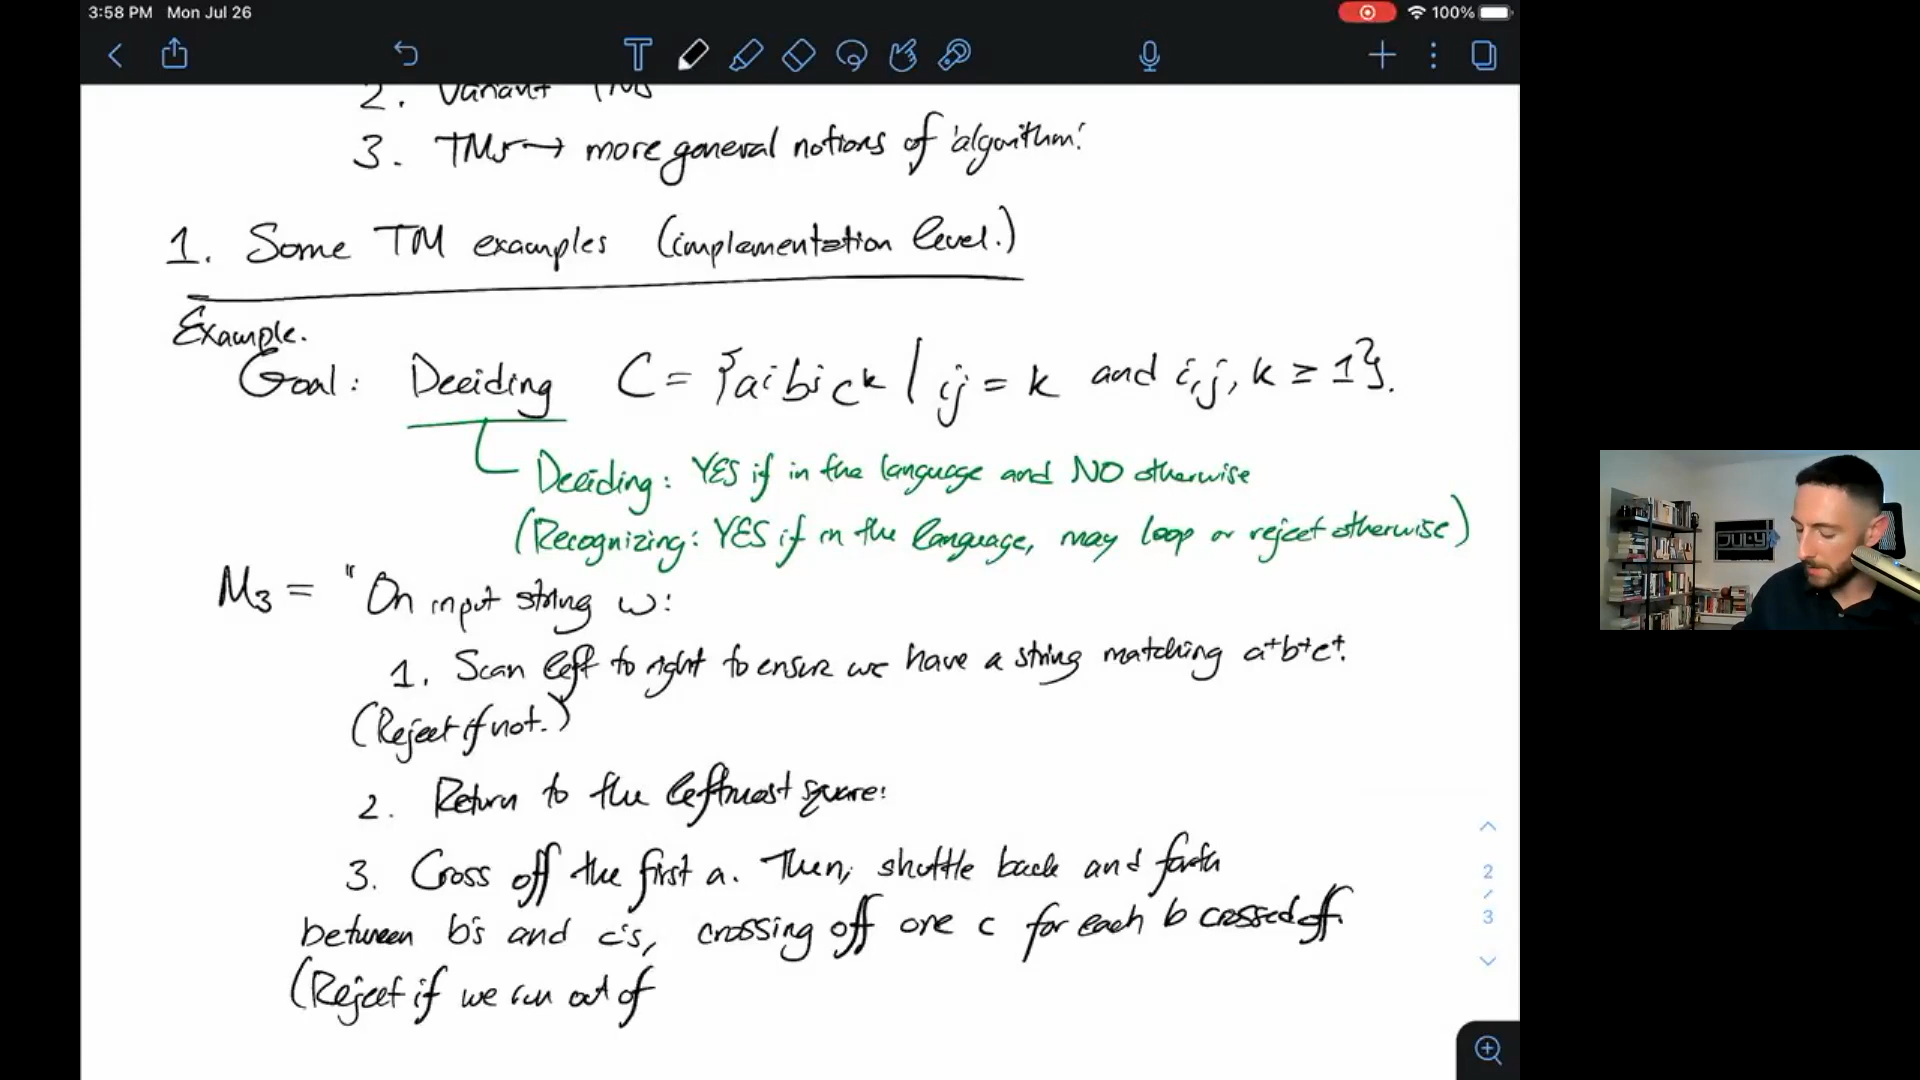 3:58 PM Mon Jul 26
100%
2. Variant TMs
3. TMs → more general notions of 'algorithm.'
1. Some TM examples (implementation level.)
Example.
Goal: Deciding C = {aⁱbʲcᵏ | ij = k and i,j,k ≥ 1}.
Deciding: YES if in the language and NO otherwise
(Recognizing: YES if in the language, may loop or reject otherwise)
M₃ = "On input string w:
1. Scan left to right to ensure we have a string matching a⁺b⁺c⁺.
(Reject if not.)
2. Return to the leftmost square.
3. Cross off the first a. Then, shuttle back and forth
between b's and c's, crossing off one c for each b crossed off.
(Reject if we run out of
2
/
3
JULY